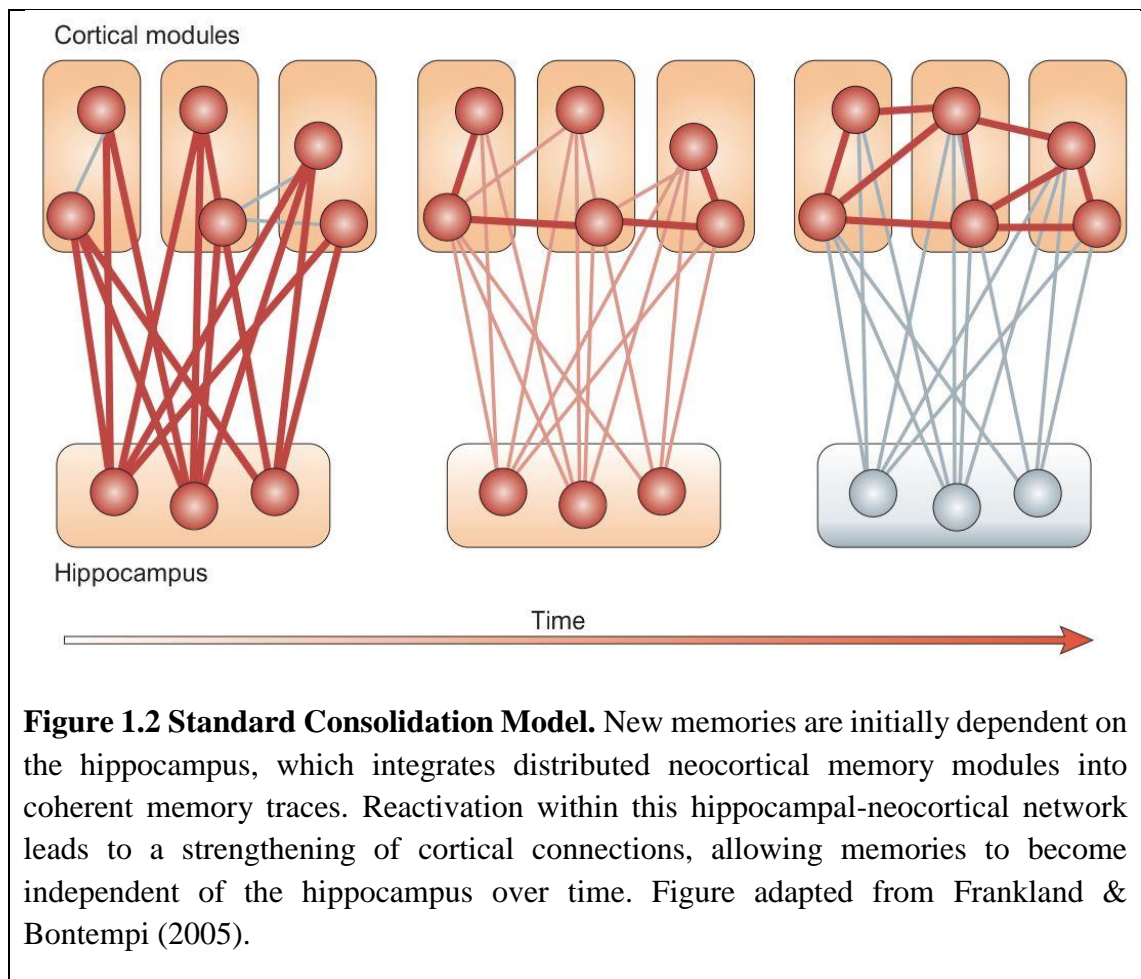 Cortical modules
Hippocampus
Time
Figure 1.2 Standard Consolidation Model. New memories are initially dependent on
the hippocampus, which integrates distributed neocortical memory modules into
coherent memory traces. Reactivation within this hippocampal-neocortical network
leads to a strengthening of cortical connections, allowing memories to become
independent of the hippocampus over time. Figure adapted from Frankland &
Bontempi (2005).